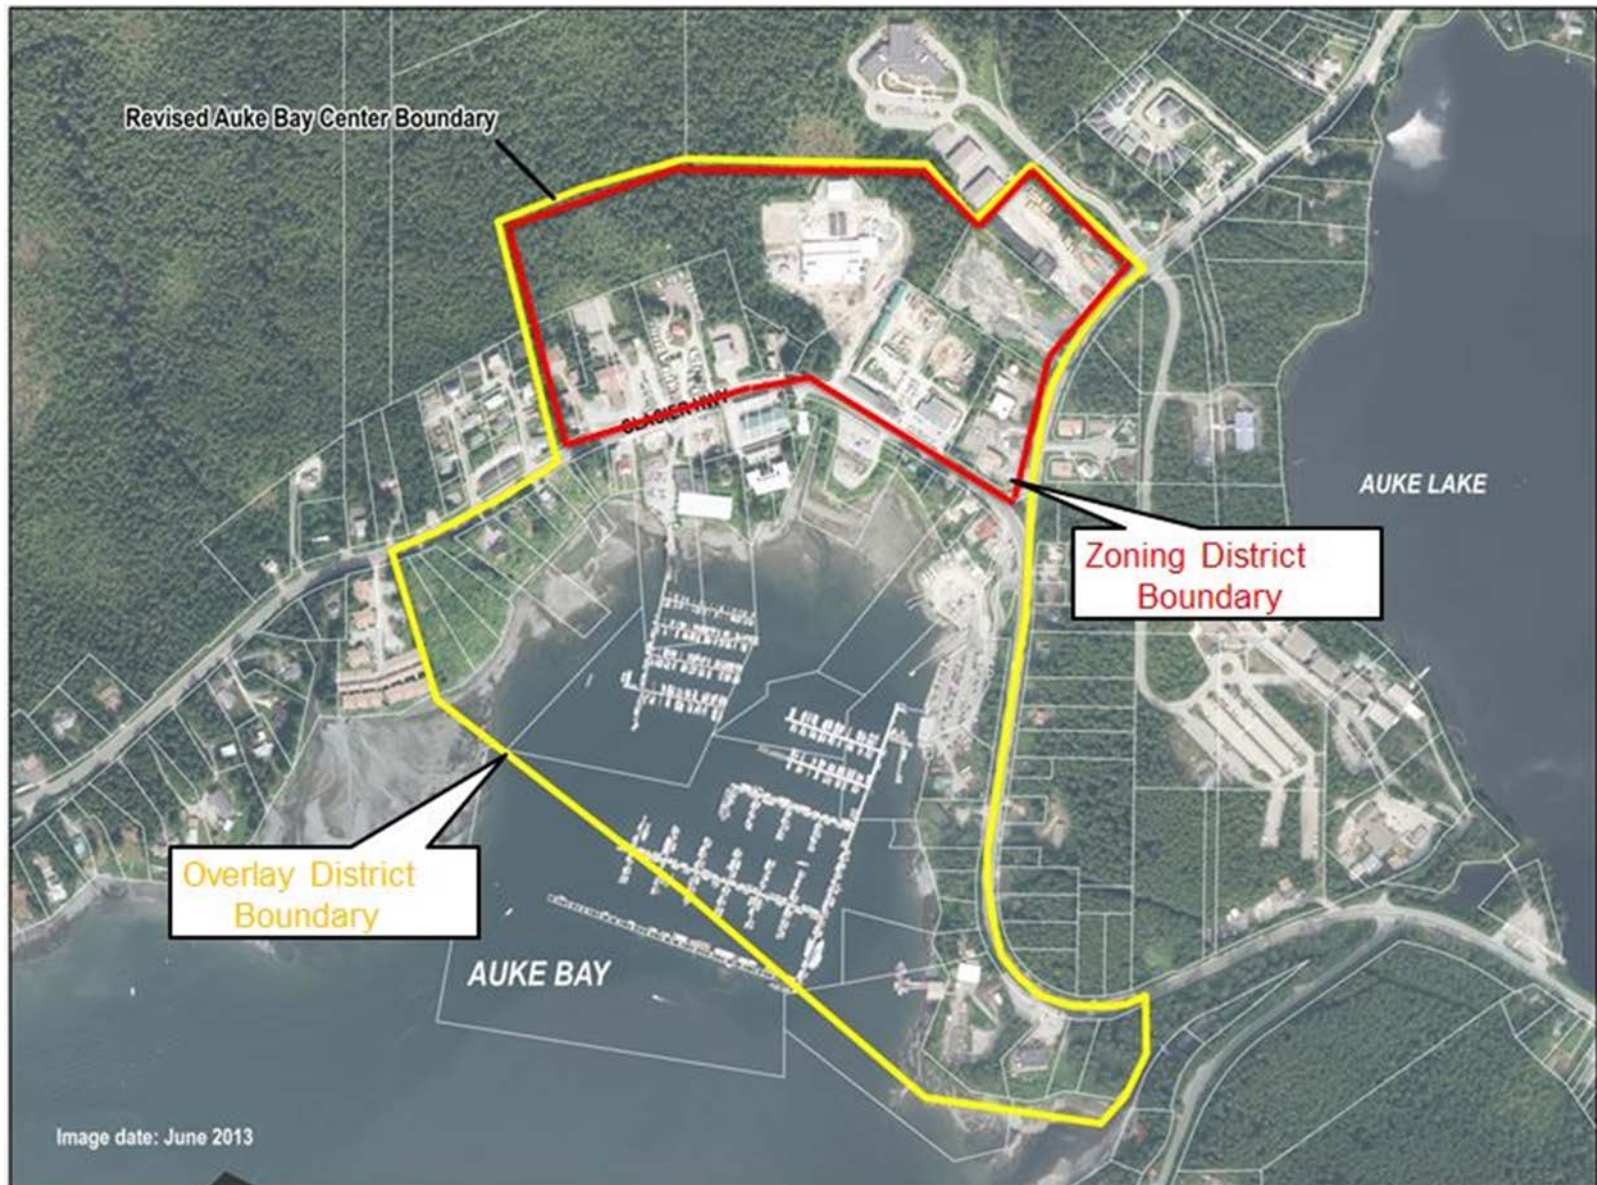 Revised Auke Bay Center Boundary
GLACIER HWY
AUKE LAKE
Zoning District
Boundary
Overlay District
Boundary
AUKE BAY
Image date: June 2013